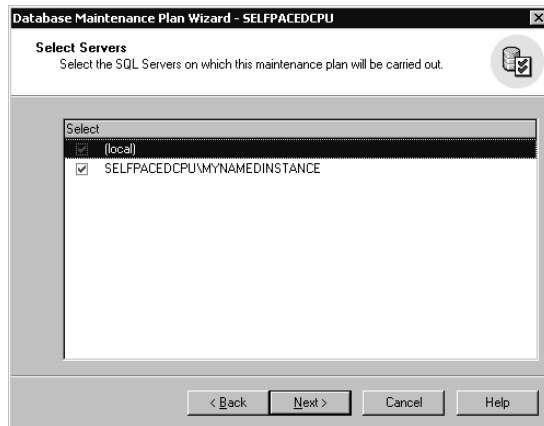 Database Maintenance Plan Wizard - SELFPACEDCPU
Select Servers
Select the SQL Servers on which this maintenance plan will be carried out.
Select
(local)
SELFPACEDCPU\MYNAMEDINSTANCE
< Back
Next >
Cancel
Help